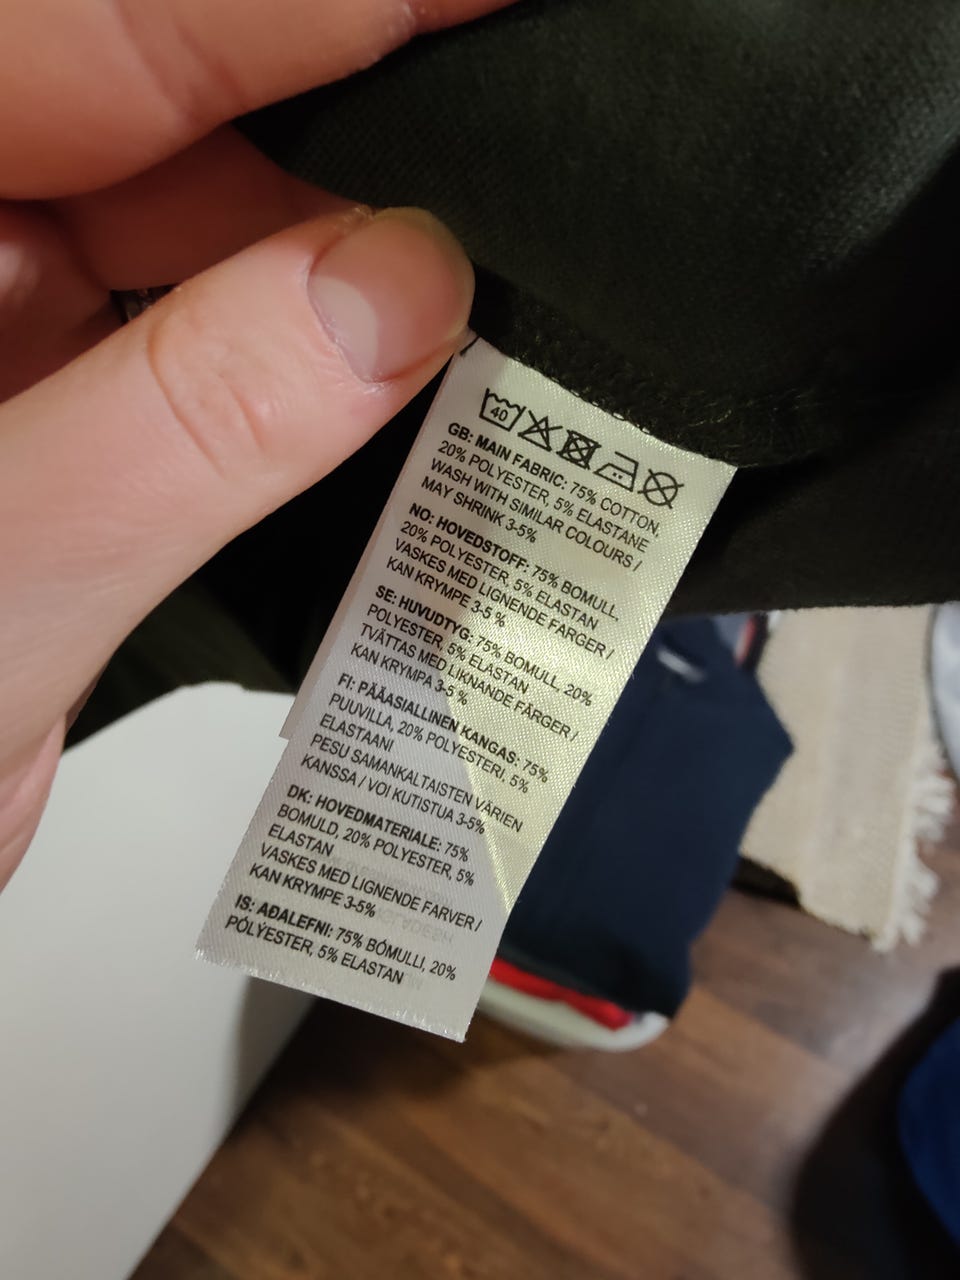 40
GB: MAIN FABRIC: 75% COTTON,
20% POLYESTER, 5% ELASTANE
WASH WITH SIMILAR COLOURS /
MAY SHRINK 3-5%
NO: HOVEDSTOFF: 75% BOMULL,
20% POLYESTER, 5% ELASTAN
VASKES MED LIGNENDE FARGER /
KAN KRYMPE 3-5 %
SE: HUVUDTYG: 75% BOMULL, 20%
POLYESTER, 5% ELASTAN
TVÄTTAS MED LIKNANDE FÄRGER /
KAN KRYMPA 3-5 %
FI: PÄÄASIALLINEN KANGAS: 75%
PUUVILLA, 20% POLYESTERI, 5%
ELASTAANI
PESU SAMANKALTAISTEN VÄRIEN
KANSSA / VOI KUTISTUA 3-5%
DK: HOVEDMATERIALE: 75%
BOMULD, 20% POLYESTER, 5%
ELASTAN
VASKES MED LIGNENDE FARVER /
KAN KRYMPE 3-5%
IS: AÐALEFNI: 75% BÓMULLI, 20%
PÓLÝESTER, 5% ELASTAN